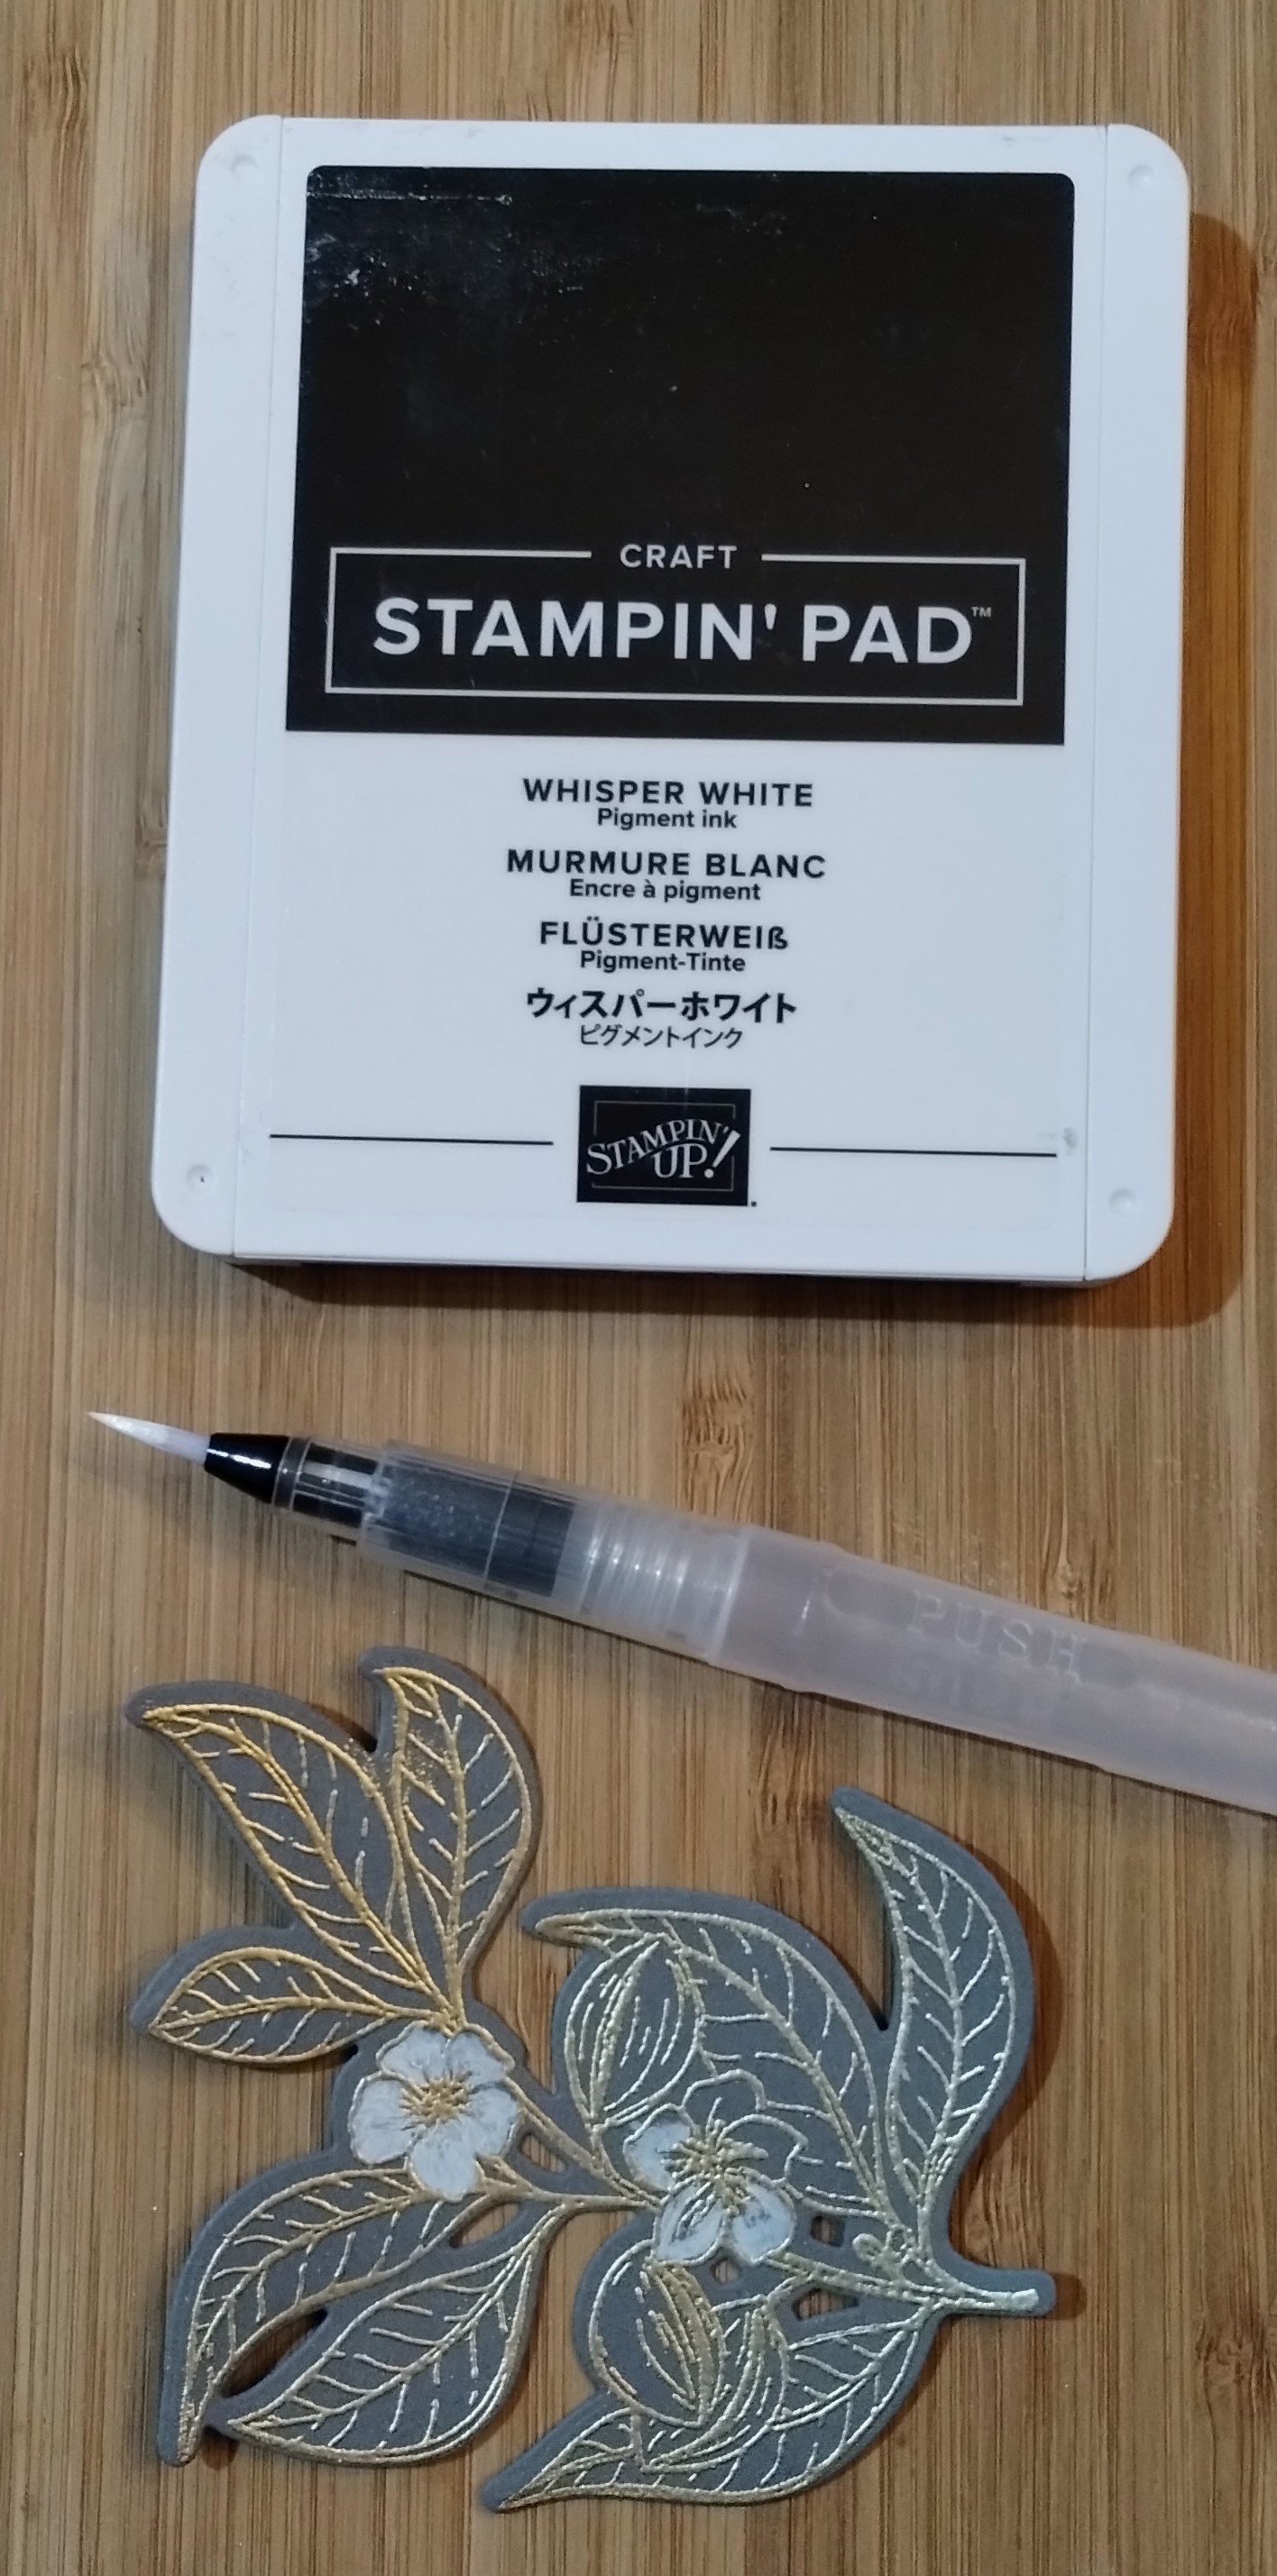 CRAFT
STAMPIN' PAD™
WHISPER WHITE
Pigment ink
MURMURE BLANC
Encre à pigment
FLÜSTERWEIß
Pigment-Tinte
ウィスパーホワイト
ピグメントインク
STAMPIN'
UP!
PUSH